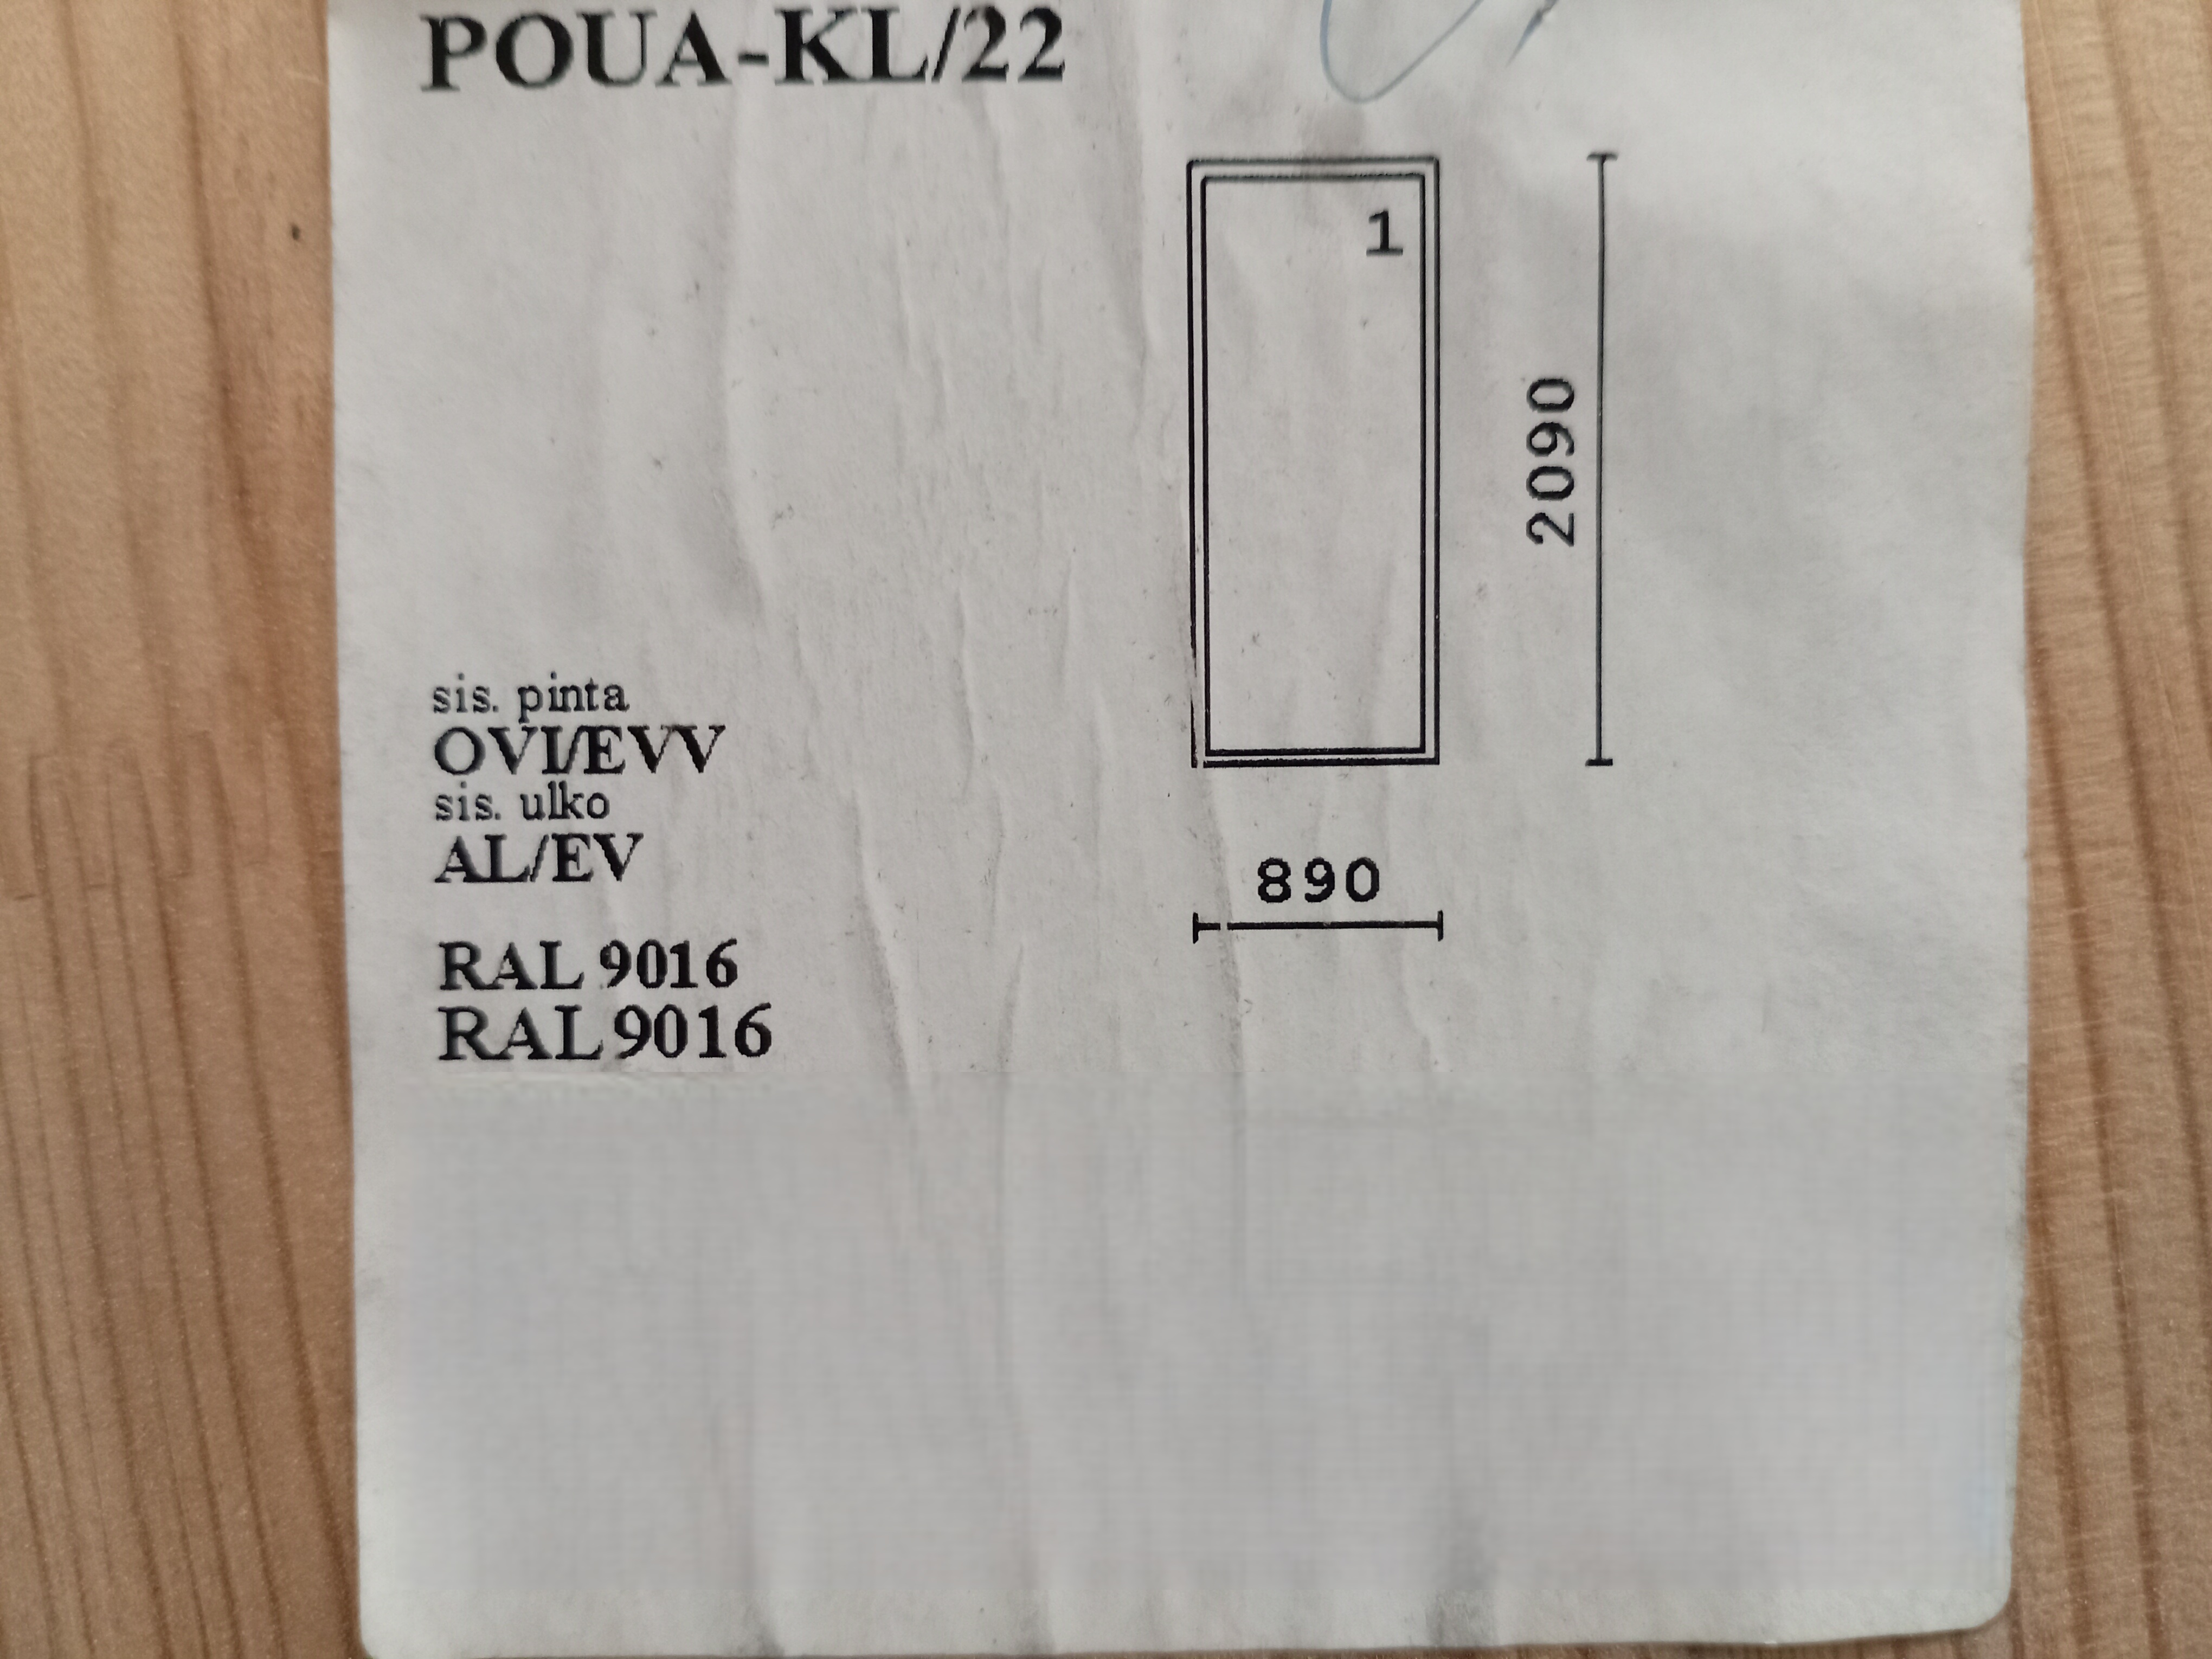 POUA-KL/22
1
2090
sis. pinta
OVI/EVV
sis. ulko
AL/EV
890
RAL 9016
RAL 9016